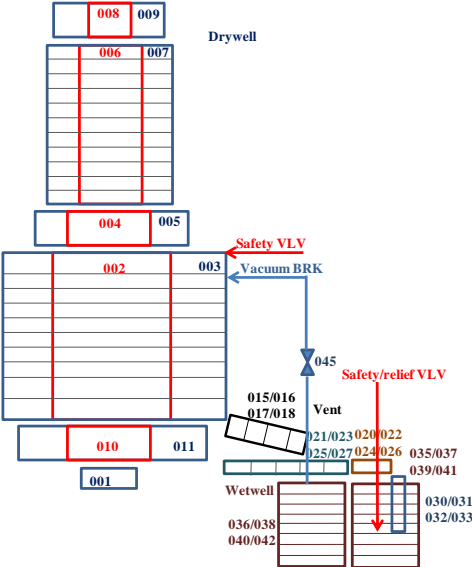 008 009
Drywell
006 007
004 005
Safety VLV
002 003
Vacuum BRK
045
Safety/relief VLV
015/016
017/018 Vent
021/023 020/022
025/027 024/026
035/037
039/041
010 011
001
Wetwell
036/038
040/042
030/031
032/033